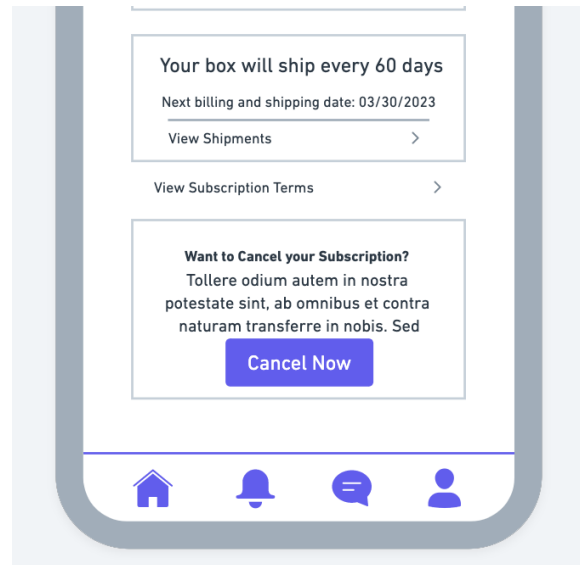 Your box will ship every 60 days
Next billing and shipping date: 03/30/2023
View Shipments
View Subscription Terms
Want to Cancel your Subscription?
Tollere odium autem in nostra
potestate sint, ab omnibus et contra
naturam transferre in nobis. Sed
Cancel Now